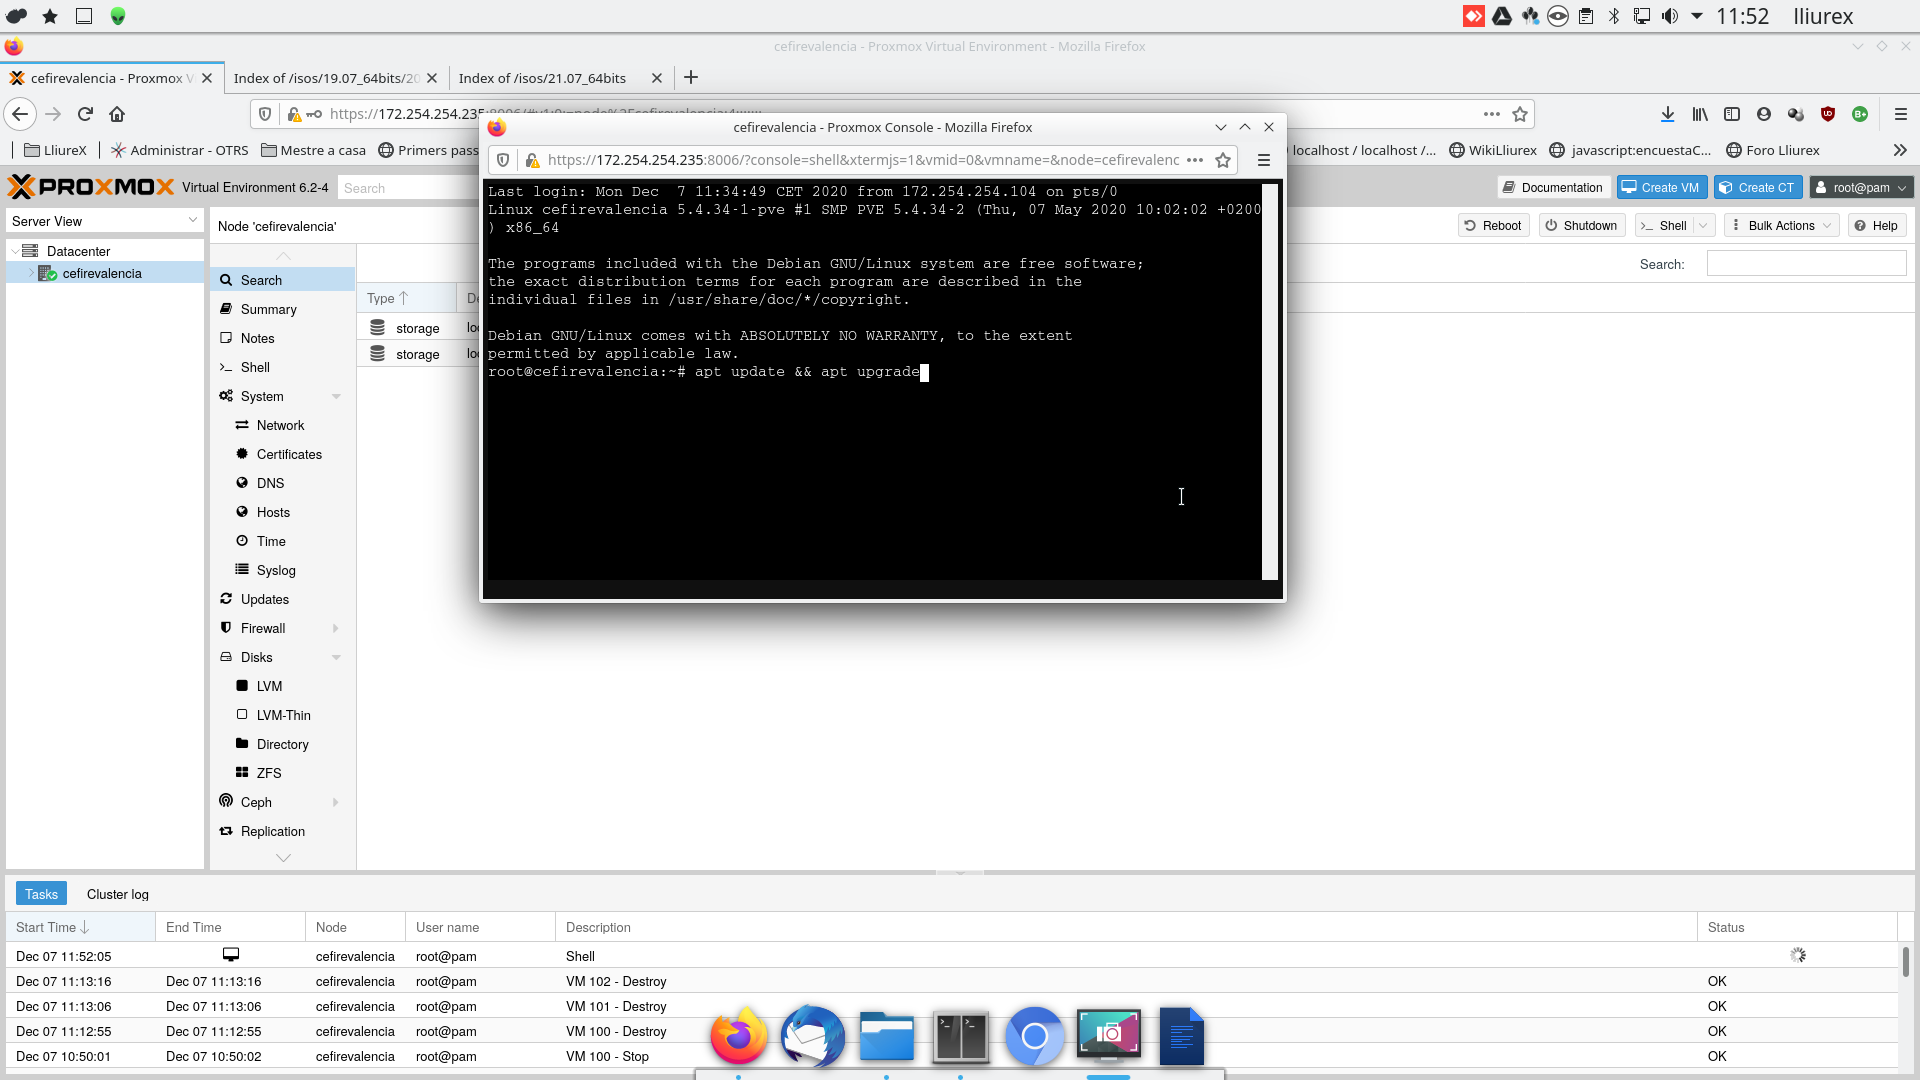 11:52 lliurex
cefirevalencia - Proxmox Virtual Environment - Mozilla Firefox
cefirevalencia - Proxmox V
Index of /isos/19.07_64bits/20
Index of /isos/21.07_64bits
https://172.254.254.235
LliureX
Administrar - OTRS
Mestre a casa
Primers pas
localhost / localhost /...
WikiLliurex
javascript:encuestaC...
Foro Lliurex
PROXMOX Virtual Environment 6.2-4
Search
Documentation
Create VM
Create CT
root@pam
Server View
Node 'cefirevalencia'
Reboot
Shutdown
Shell
Bulk Actions
Help
Datacenter
cefirevalencia
Search:
Search
Summary
Notes
Shell
System
Network
Certificates
DNS
Hosts
Time
Syslog
Updates
Firewall
Disks
LVM
LVM-Thin
Directory
ZFS
Ceph
Replication
Type
storage
storage
cefirevalencia - Proxmox Console - Mozilla Firefox
https://172.254.254.235:8006/?console=shell&xtermjs=1&vmid=0&vmname=&node=cefirevalenc
Last login: Mon Dec  7 11:34:49 CET 2020 from 172.254.254.104 on pts/0
Linux cefirevalencia 5.4.34-1-pve #1 SMP PVE 5.4.34-2 (Thu, 07 May 2020 10:02:02 +0200
) x86_64
The programs included with the Debian GNU/Linux system are free software;
the exact distribution terms for each program are described in the
individual files in /usr/share/doc/*/copyright.
Debian GNU/Linux comes with ABSOLUTELY NO WARRANTY, to the extent
permitted by applicable law.
root@cefirevalencia:~# apt update && apt upgrade
Tasks
Cluster log
Start Time End Time Node User name Description Status
Dec 07 11:52:05 cefirevalencia root@pam Shell
Dec 07 11:13:16 Dec 07 11:13:16 cefirevalencia root@pam VM 102 - Destroy OK
Dec 07 11:13:06 Dec 07 11:13:06 cefirevalencia root@pam VM 101 - Destroy OK
Dec 07 11:12:55 Dec 07 11:12:55 cefirevalencia root@pam VM 100 - Destroy OK
Dec 07 10:50:01 Dec 07 10:50:02 cefirevalencia root@pam VM 100 - Stop OK